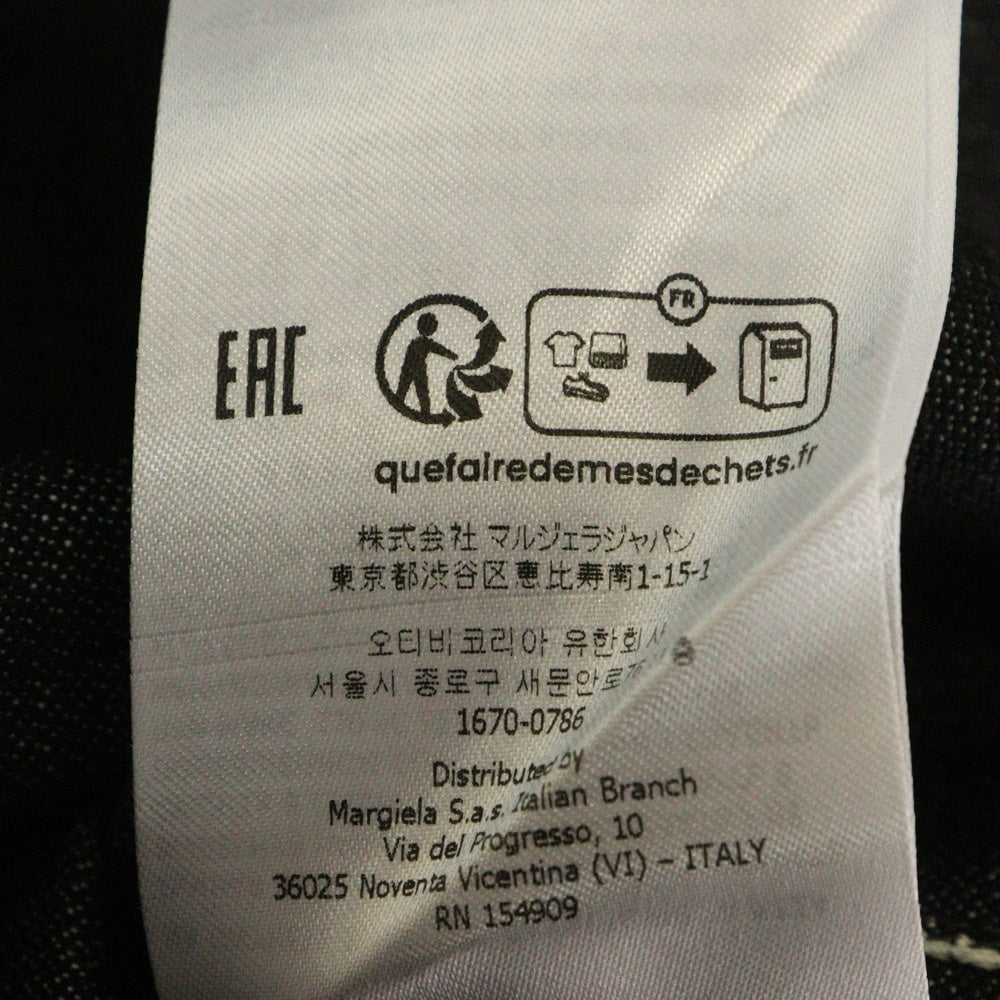 EAC
FR
quefairedemesdechets.fr
株式会社 マルジェラジャパン
東京都渋谷区恵比寿南1-15-1
오티비코리아 유한회사
서울시 종로구 새문안로
1670-0786
Distributed by
Margiela S.a.s. Italian Branch
Via del Progresso, 10
36025 Noventa Vicentina (VI) – ITALY
RN 154909